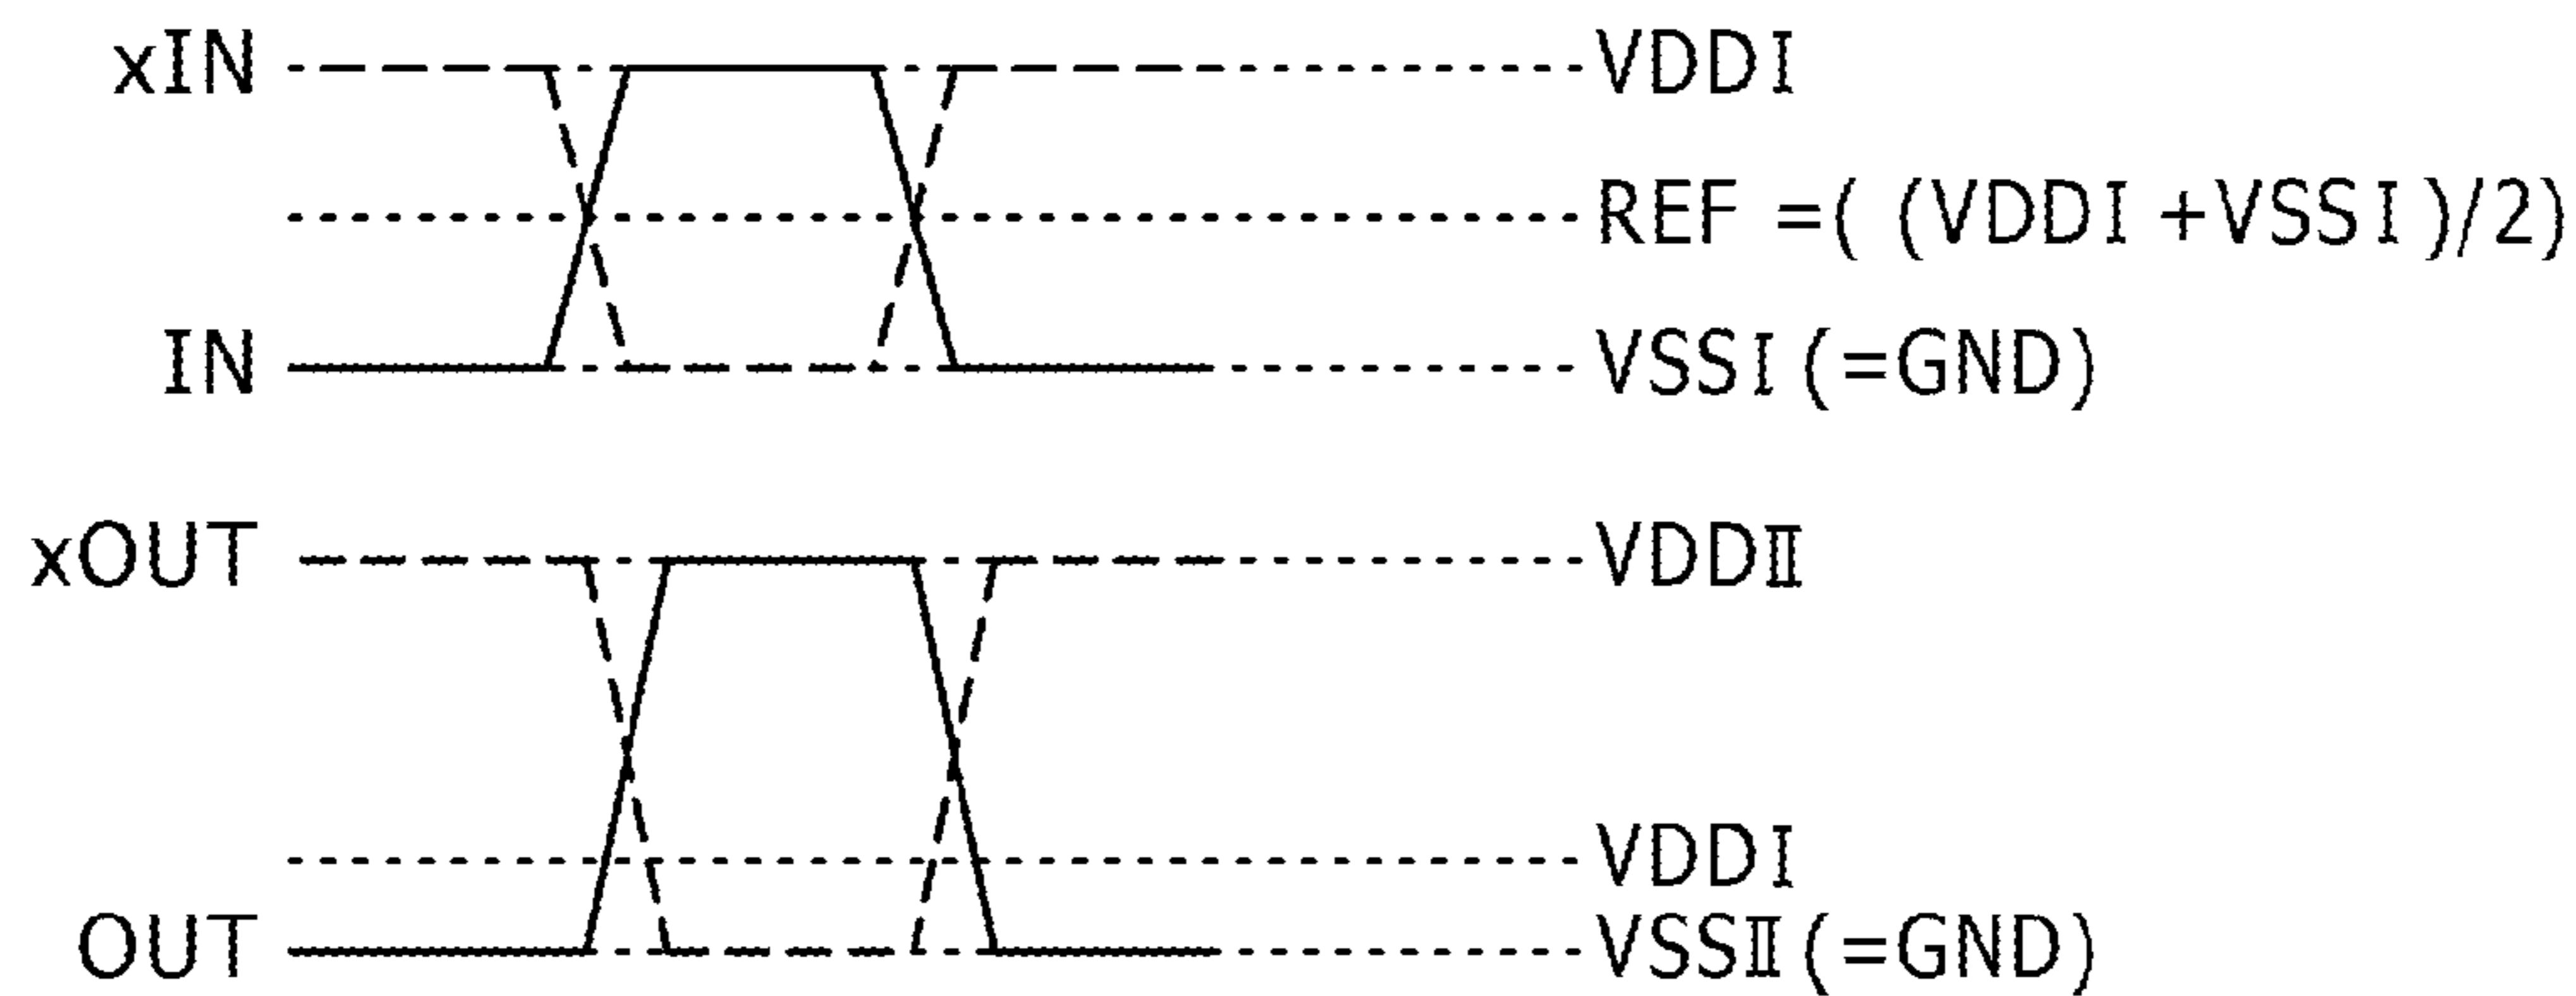 xIN VDDI
REF =( (VDDI +VSSI )/2)
IN VSSI (=GND)
xOUT VDDⅡ
VDDI
OUT VSSⅡ (=GND)